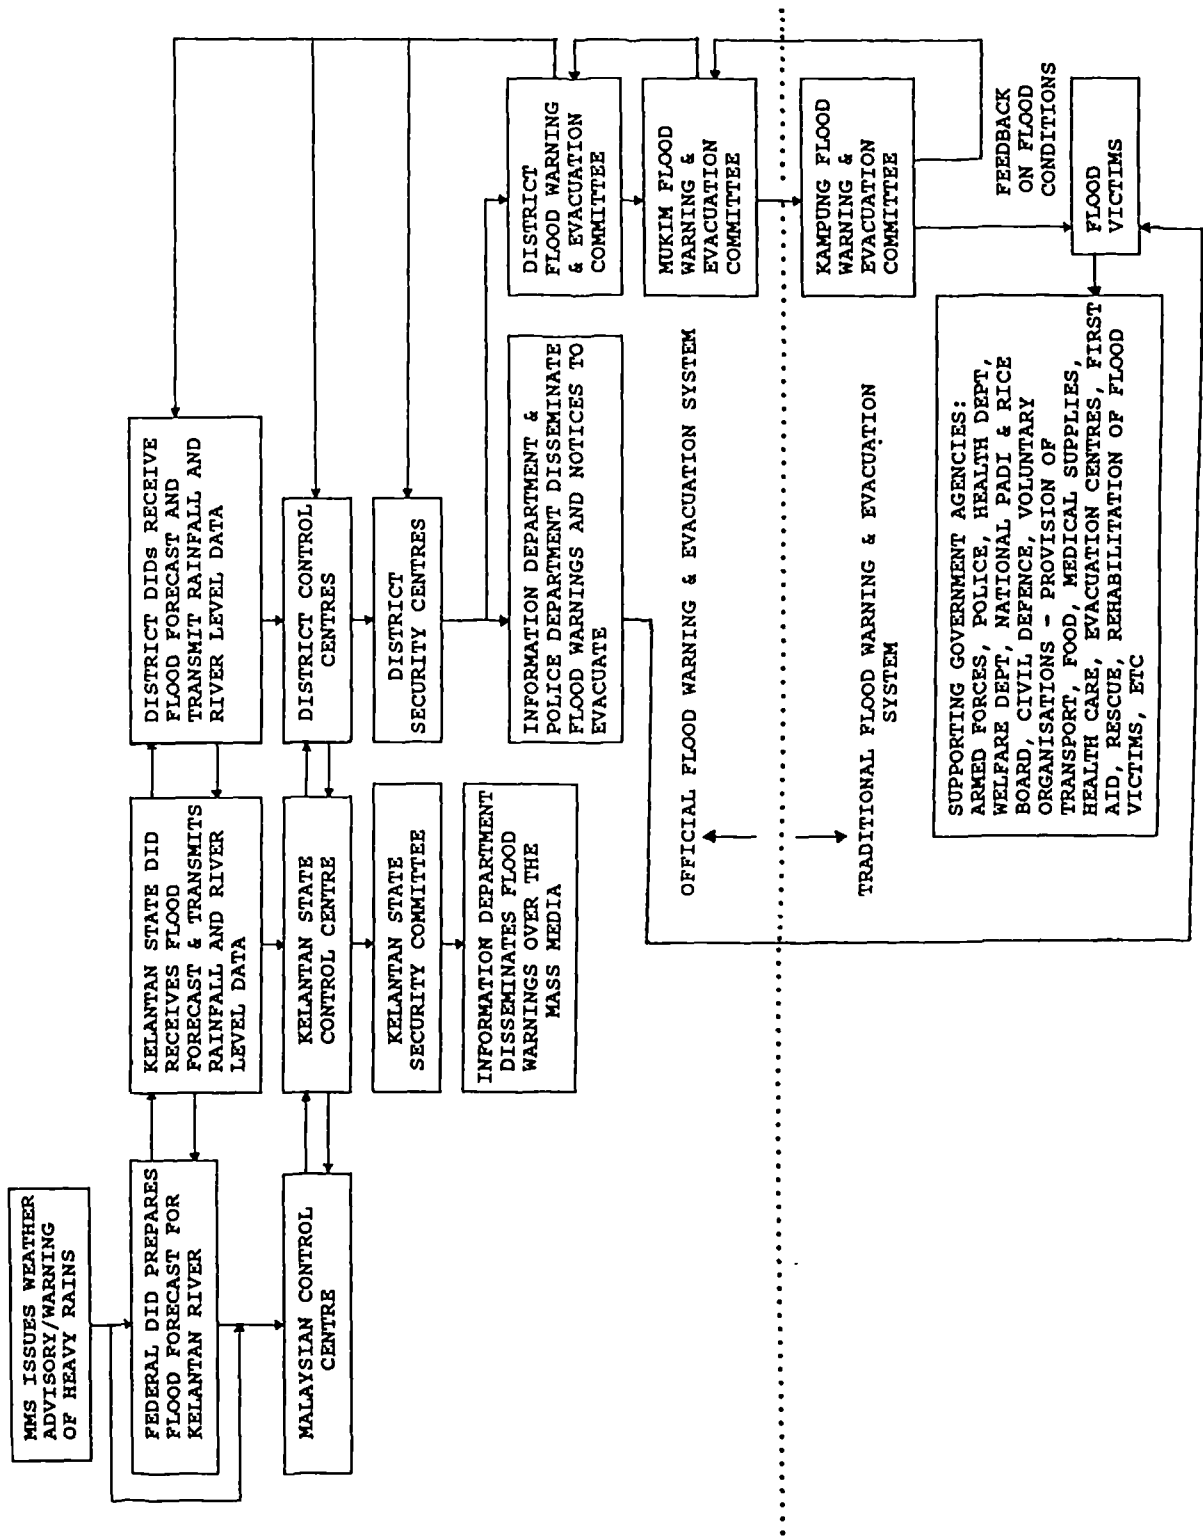 MMS ISSUES WEATHER
ADVISORY/WARNING
OF HEAVY RAINS
FEDERAL DID PREPARES
FLOOD FORECAST FOR
KELANTAN RIVER
KELANTAN STATE DID
RECEIVES FLOOD
FORECAST & TRANSMITS
RAINFALL AND RIVER
LEVEL DATA
DISTRICT DIDs RECEIVE
FLOOD FORECAST AND
TRANSMIT RAINFALL AND
RIVER LEVEL DATA
MALAYSIAN CONTROL
CENTRE
KELANTAN STATE
CONTROL CENTRE
DISTRICT CONTROL
CENTRES
KELANTAN STATE
SECURITY COMMITTEE
DISTRICT
SECURITY CENTRES
INFORMATION DEPARTMENT
DISSEMINATES FLOOD
WARNINGS OVER THE
MASS MEDIA
INFORMATION DEPARTMENT &
POLICE DEPARTMENT DISSEMINATE
FLOOD WARNINGS AND NOTICES TO
EVACUATE
DISTRICT
FLOOD WARNING
& EVACUATION
COMMITTEE
MUKIM FLOOD
WARNING &
EVACUATION
COMMITTEE
OFFICIAL FLOOD WARNING & EVACUATION SYSTEM
TRADITIONAL FLOOD WARNING & EVACUATION
SYSTEM
KAMPUNG FLOOD
WARNING &
EVACUATION
COMMITTEE
FEEDBACK
ON FLOOD
CONDITIONS
SUPPORTING GOVERNMENT AGENCIES:
ARMED FORCES, POLICE, HEALTH DEPT,
WELFARE DEPT, NATIONAL PADI & RICE
BOARD, CIVIL DEFENCE, VOLUNTARY
ORGANISATIONS - PROVISION OF
TRANSPORT, FOOD, MEDICAL SUPPLIES,
HEALTH CARE, EVACUATION CENTRES, FIRST
AID, RESCUE, REHABILITATION OF FLOOD
VICTIMS, ETC
FLOOD
VICTIMS